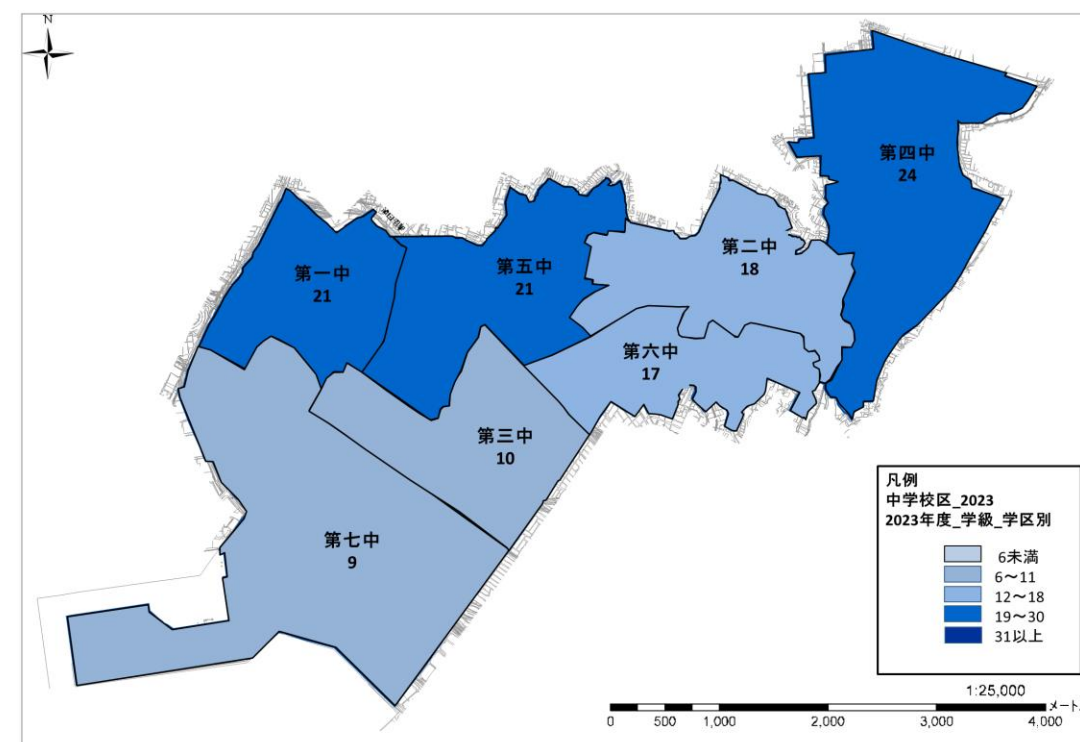 N
第四中
24
第二中
18
第五中
21
第一中
21
第六中
17
第三中
10
第七中
9
凡例
中学校区_2023
2023年度_学級_学区別
6未満
6～11
12～18
19～30
31以上
1:25,000
メートル
0 500 1,000 2,000 3,000 4,000